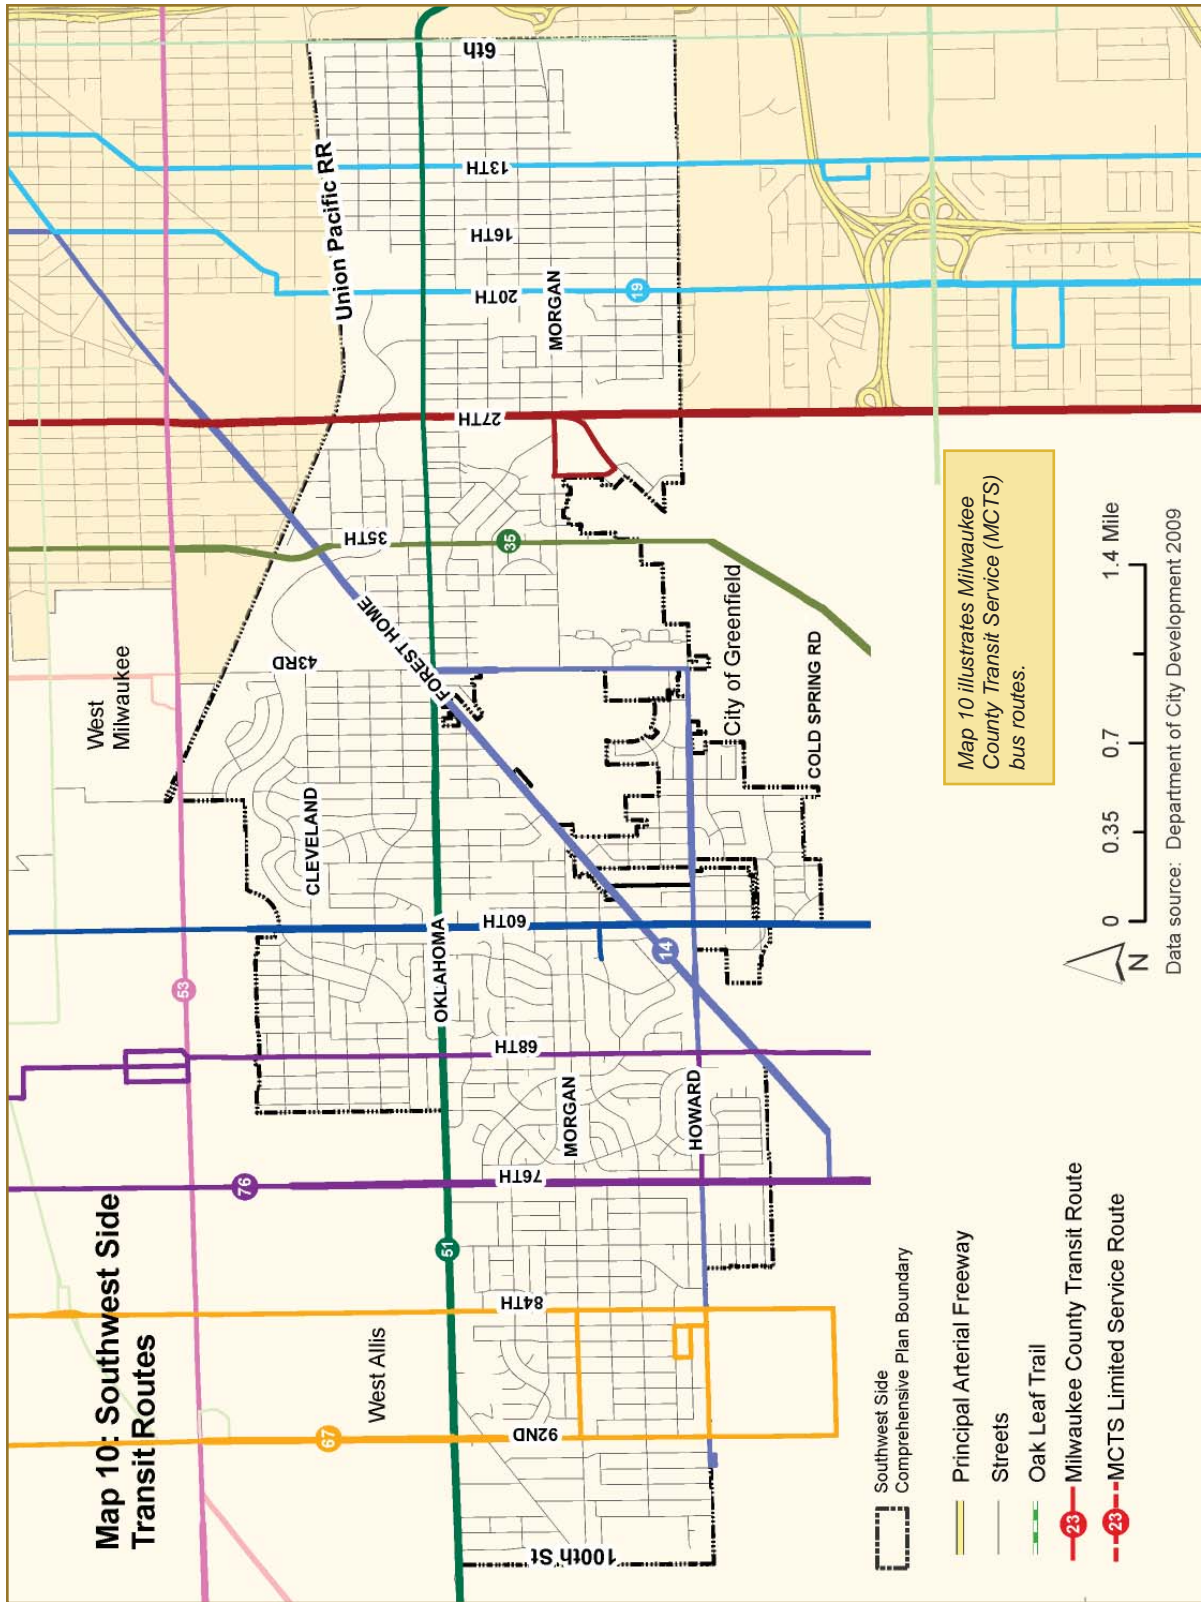 Map 10: Southwest Side
Transit Routes
West
Milwaukee
West Allis
City of Greenfield
Union Pacific RR
6th
13TH
16TH
20TH
27TH
35TH
43RD
FOREST HOME
60TH
68TH
76TH
84TH
92ND
100th St
CLEVELAND
OKLAHOMA
MORGAN
MORGAN
HOWARD
COLD SPRING RD
53
76
67
51
14
35
19
Southwest Side
Comprehensive Plan Boundary
Principal Arterial Freeway
Streets
Oak Leaf Trail
23 Milwaukee County Transit Route
23 MCTS Limited Service Route
N
0 0.35 0.7 1.4 Mile
Data source: Department of City Development 2009
Map 10 illustrates Milwaukee
County Transit Service (MCTS)
bus routes.